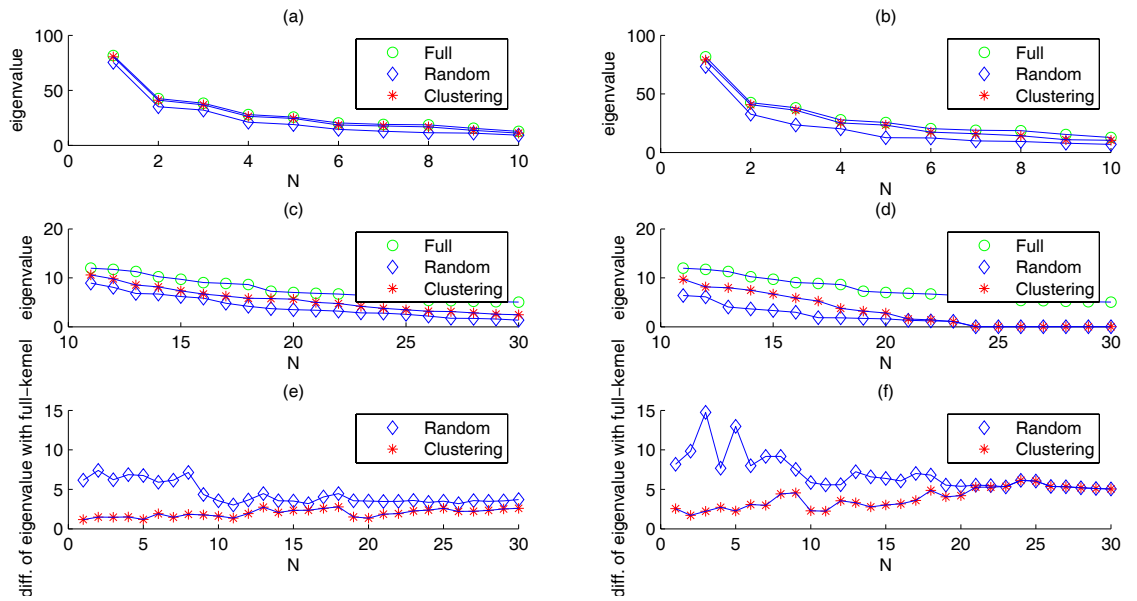 (a)
eigenvalue
100
50
0
0 2 4 6 8 10
N
Full
Random
Clustering
(b)
eigenvalue
100
50
0
0 2 4 6 8 10
N
Full
Random
Clustering
(c)
eigenvalue
20
10
0
10 15 20 25 30
N
Full
Random
Clustering
(d)
eigenvalue
20
10
0
10 15 20 25 30
N
Full
Random
Clustering
(e)
diff. of eigenvalue with full-kernel
15
10
5
0
0 5 10 15 20 25 30
N
Random
Clustering
(f)
diff. of eigenvalue with full-kernel
15
10
5
0
0 5 10 15 20 25 30
N
Random
Clustering